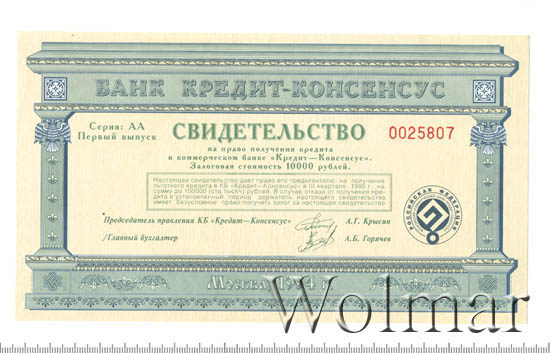 БАНК КРЕДИТ-КОНСЕНСУС
Серия: АА
Первый выпуск
СВИДЕТЕЛЬСТВО
0025807
на право получения кредита
в коммерческом банке «Кредит—Консенсус».
Залоговая стоимость 10000 рублей.
Настоящее свидетельство дает право его предъявителю на получение
льготного кредита в КБ «Кредит-Консенсус» в III квартале 1995 г. на
сумму до 100000 (ста тысяч) рублей. В случае отказа от получения креди-
та в установленный период держатель настоящего свидетельства
имеет безусловное право получить залог за настоящее свидетельство.
РОССИЙСКАЯ ФЕДЕРАЦИЯ
Председатель правления КБ «Кредит—Консенсус»
А.Г. Крысин
/Главный бухгалтер
А.Б. Горячев
Москва 1994 г.
Wolmar